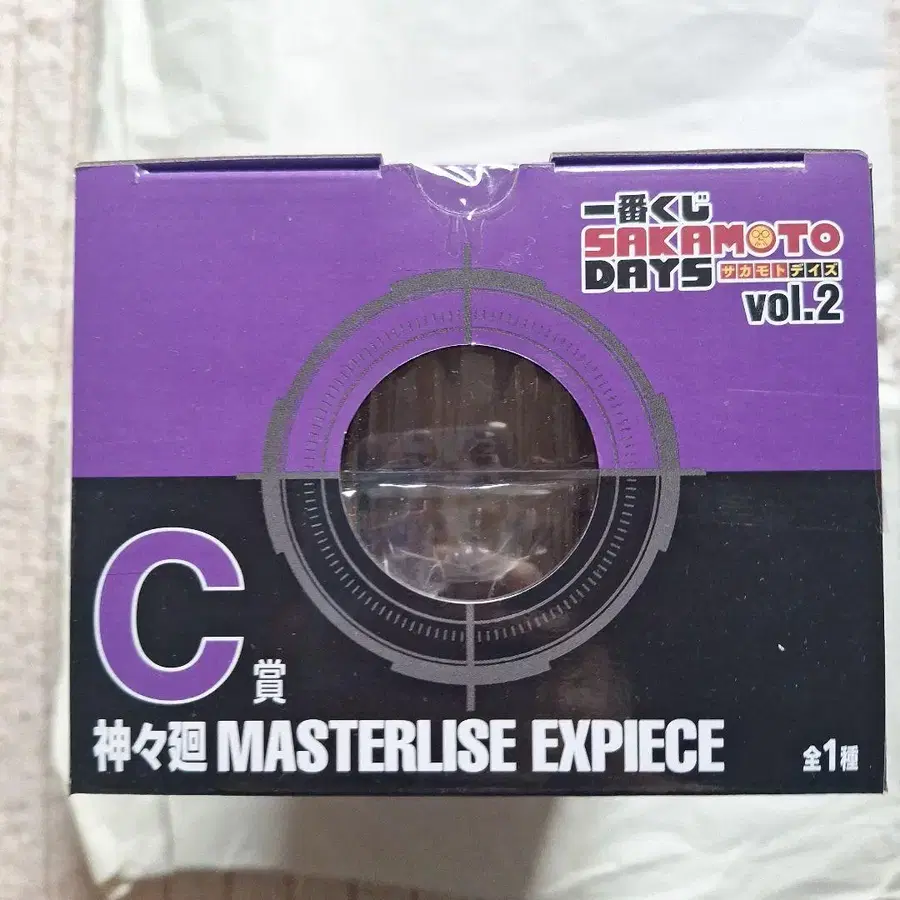 一番くじ
SAKAMOTO
DAYS サカモトデイズ
vol.2
C賞
神々廻 MASTERLISE EXPIECE
全1種